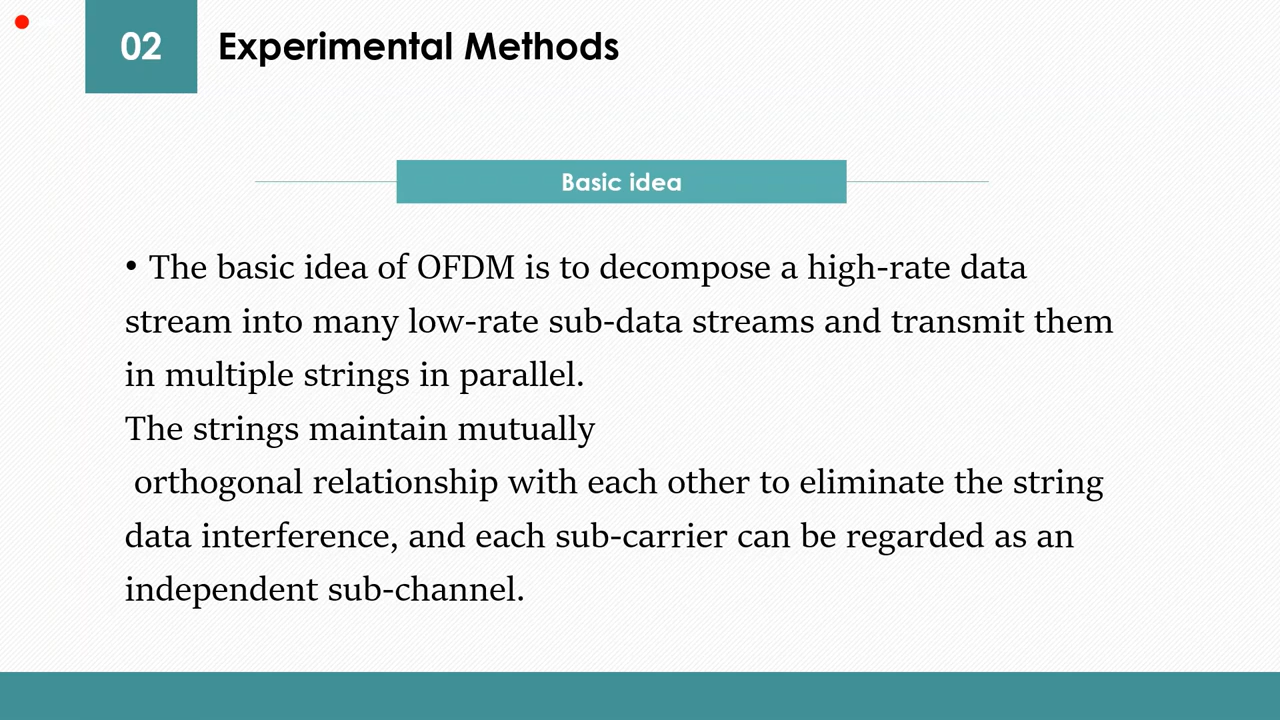 02
Experimental Methods
Basic idea
• The basic idea of OFDM is to decompose a high-rate data
stream into many low-rate sub-data streams and transmit them
in multiple strings in parallel.
The strings maintain mutually
orthogonal relationship with each other to eliminate the string
data interference, and each sub-carrier can be regarded as an
independent sub-channel.